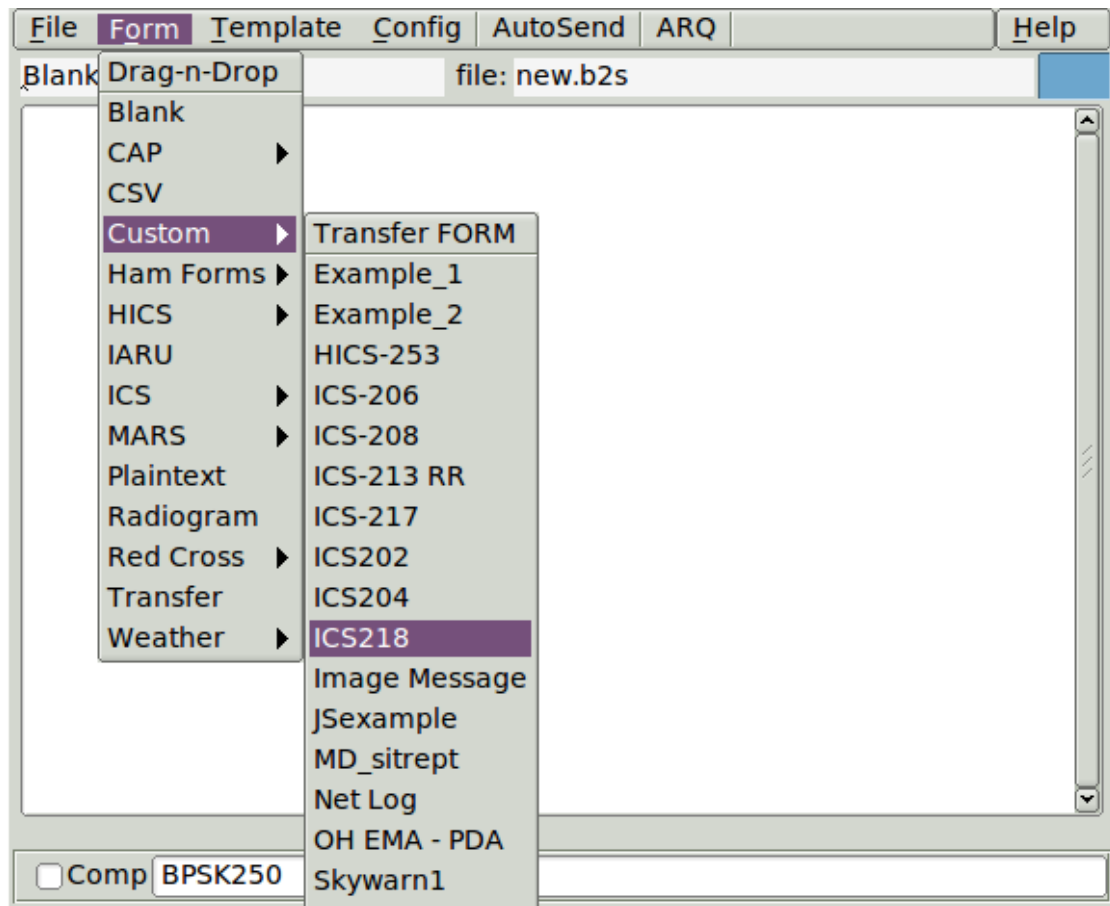 File Form Template Config AutoSend ARQ Help
Blank file: new.b2s
Drag-n-Drop
Blank
CAP
CSV
Custom
Ham Forms
HICS
IARU
ICS
MARS
Plaintext
Radiogram
Red Cross
Transfer
Weather
Transfer FORM
Example_1
Example_2
HICS-253
ICS-206
ICS-208
ICS-213 RR
ICS-217
ICS202
ICS204
ICS218
Image Message
JSexample
MD_sitrept
Net Log
OH EMA - PDA
Skywarn1
Comp BPSK250